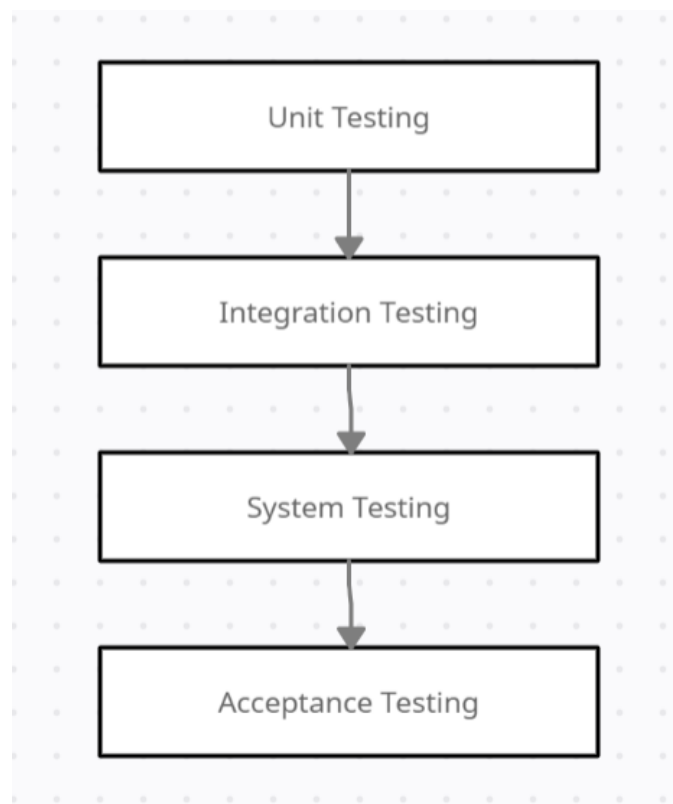 Unit Testing
Integration Testing
System Testing
Acceptance Testing